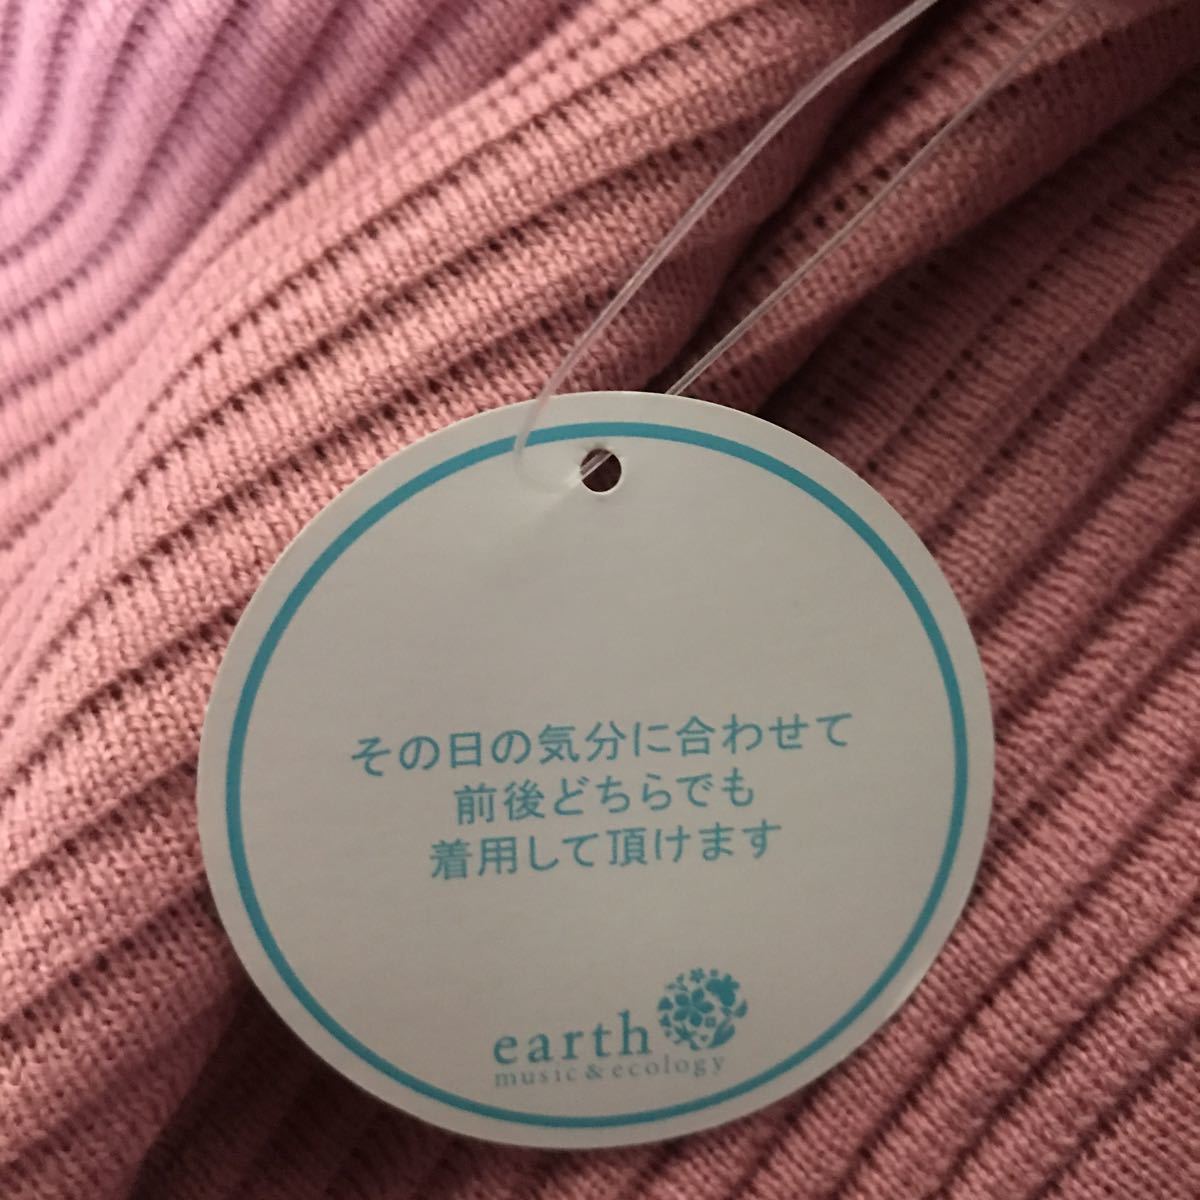 その日の気分に合わせて
前後どちらでも
着用して頂けます
earth
music & ecology